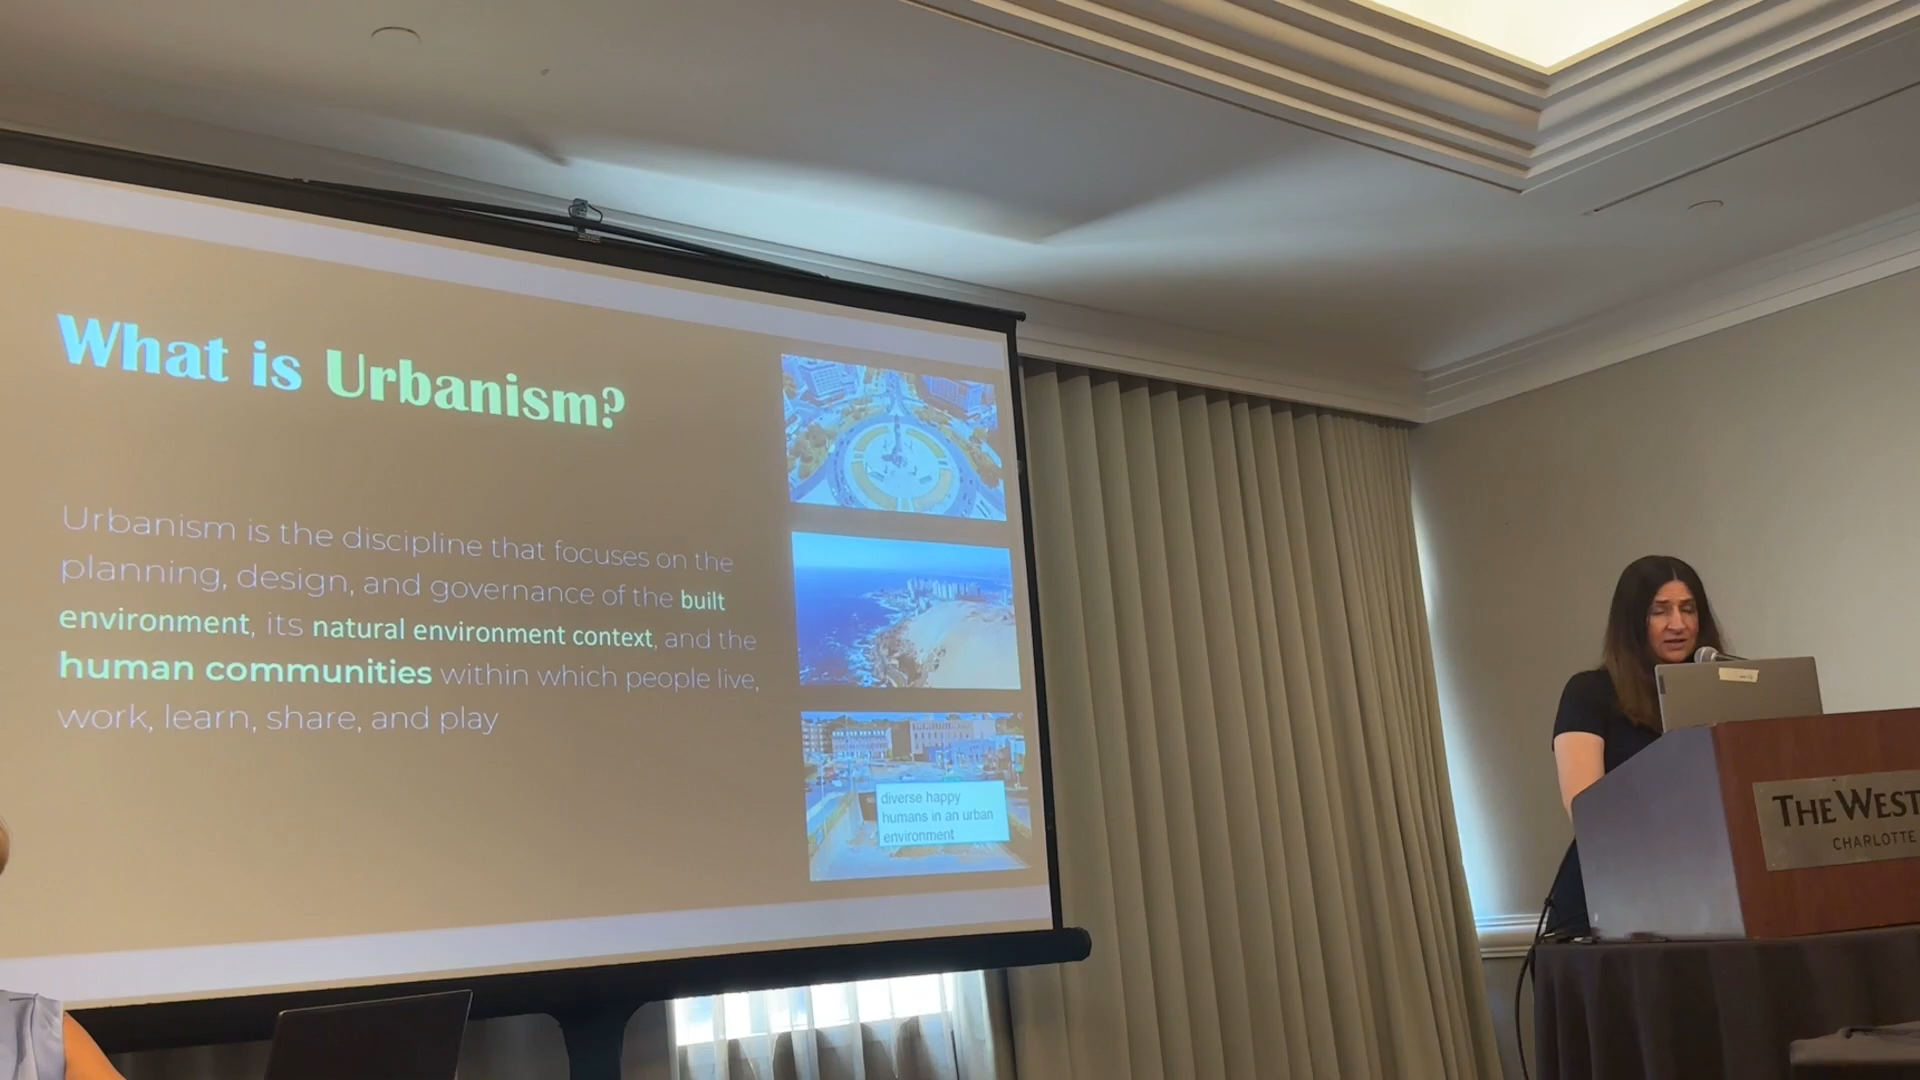 What is Urbanism?
Urbanism is the discipline that focuses on the
planning, design, and governance of the built
environment, its natural environment context, and the
human communities within which people live,
work, learn, share, and play
diverse happy
humans in an urban
environment
THE WEST
CHARLOTTE